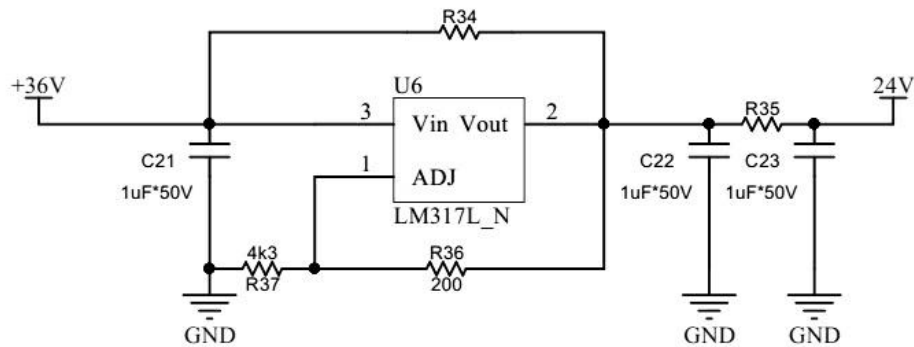 R34
+36V
U6
24V
3
Vin Vout
2
R35
C21
1uF*50V
1
ADJ
C22
1uF*50V
C23
1uF*50V
LM317L_N
4k3
R37
R36
200
GND
GND
GND